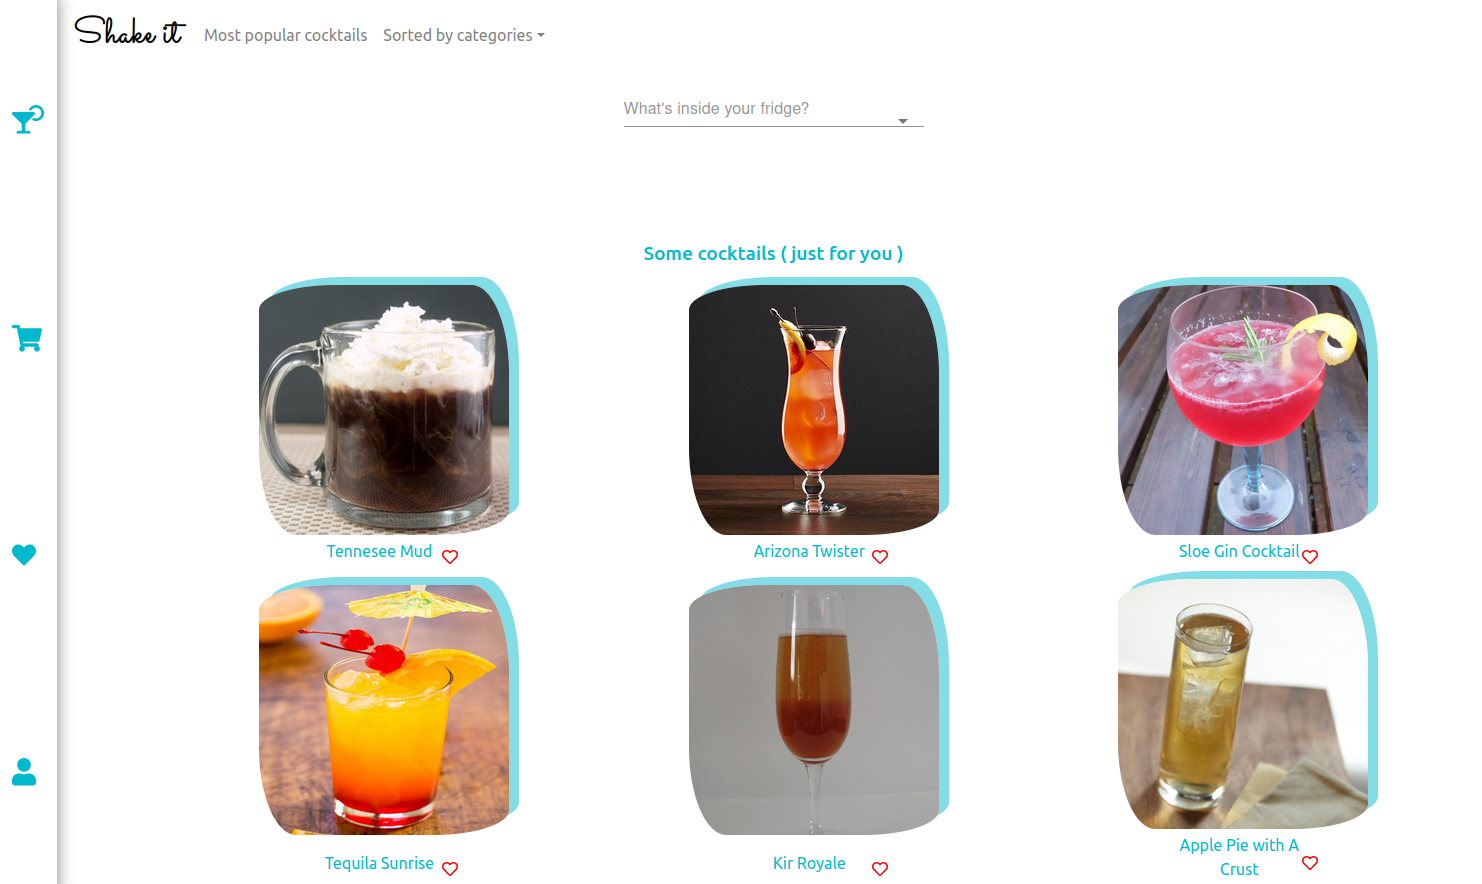 Shake it
Most popular cocktails
Sorted by categories
What's inside your fridge?
Some cocktails ( just for you )
Tennesee Mud
Arizona Twister
Sloe Gin Cocktail
Tequila Sunrise
Kir Royale
Apple Pie with A
Crust